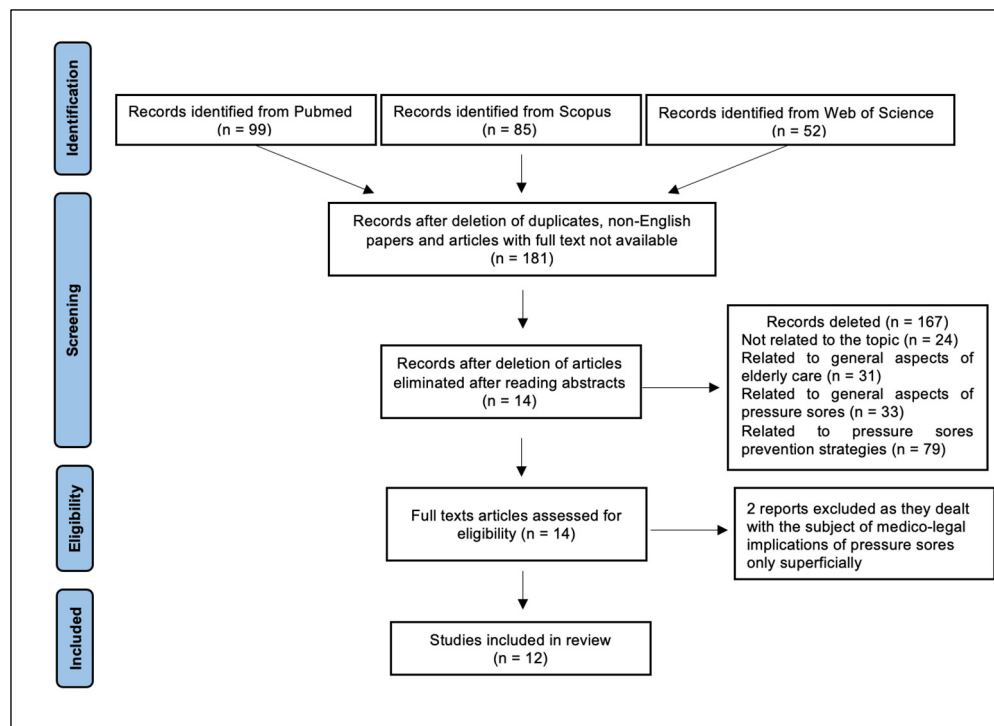 Identification
Records identified from Pubmed
(n = 99)
Records identified from Scopus
(n = 85)
Records identified from Web of Science
(n = 52)
Screening
Records after deletion of duplicates, non-English
papers and articles with full text not available
(n = 181)
Records after deletion of articles
eliminated after reading abstracts
(n = 14)
Records deleted (n = 167)
Not related to the topic (n = 24)
Related to general aspects of
elderly care (n = 31)
Related to general aspects of
pressure sores (n = 33)
Related to pressure sores
prevention strategies (n = 79)
Eligibility
Full texts articles assessed for
eligibility (n = 14)
2 reports excluded as they dealt
with the subject of medico-legal
implications of pressure sores
only superficially
Included
Studies included in review
(n = 12)